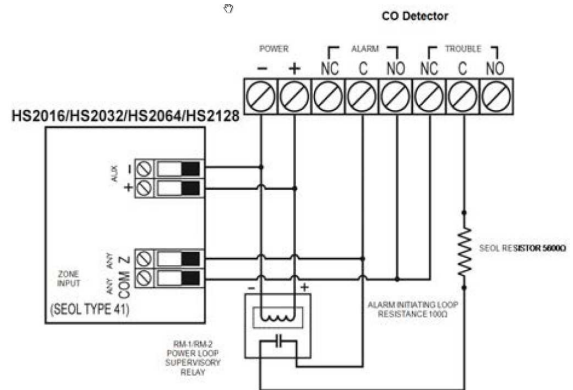 CO Detector
POWER ALARM TROUBLE
− + NC C NO NC C NO
HS2016/HS2032/HS2064/HS2128
AUX − +
ANY Z
ANY COM
ZONE
INPUT
(SEOL TYPE 41)
− +
SEOL RESISTOR 5600Ω
ALARM INITIATING LOOP
RESISTANCE 100Ω
RM-1/RM-2
POWER LOOP
SUPERVISORY
RELAY